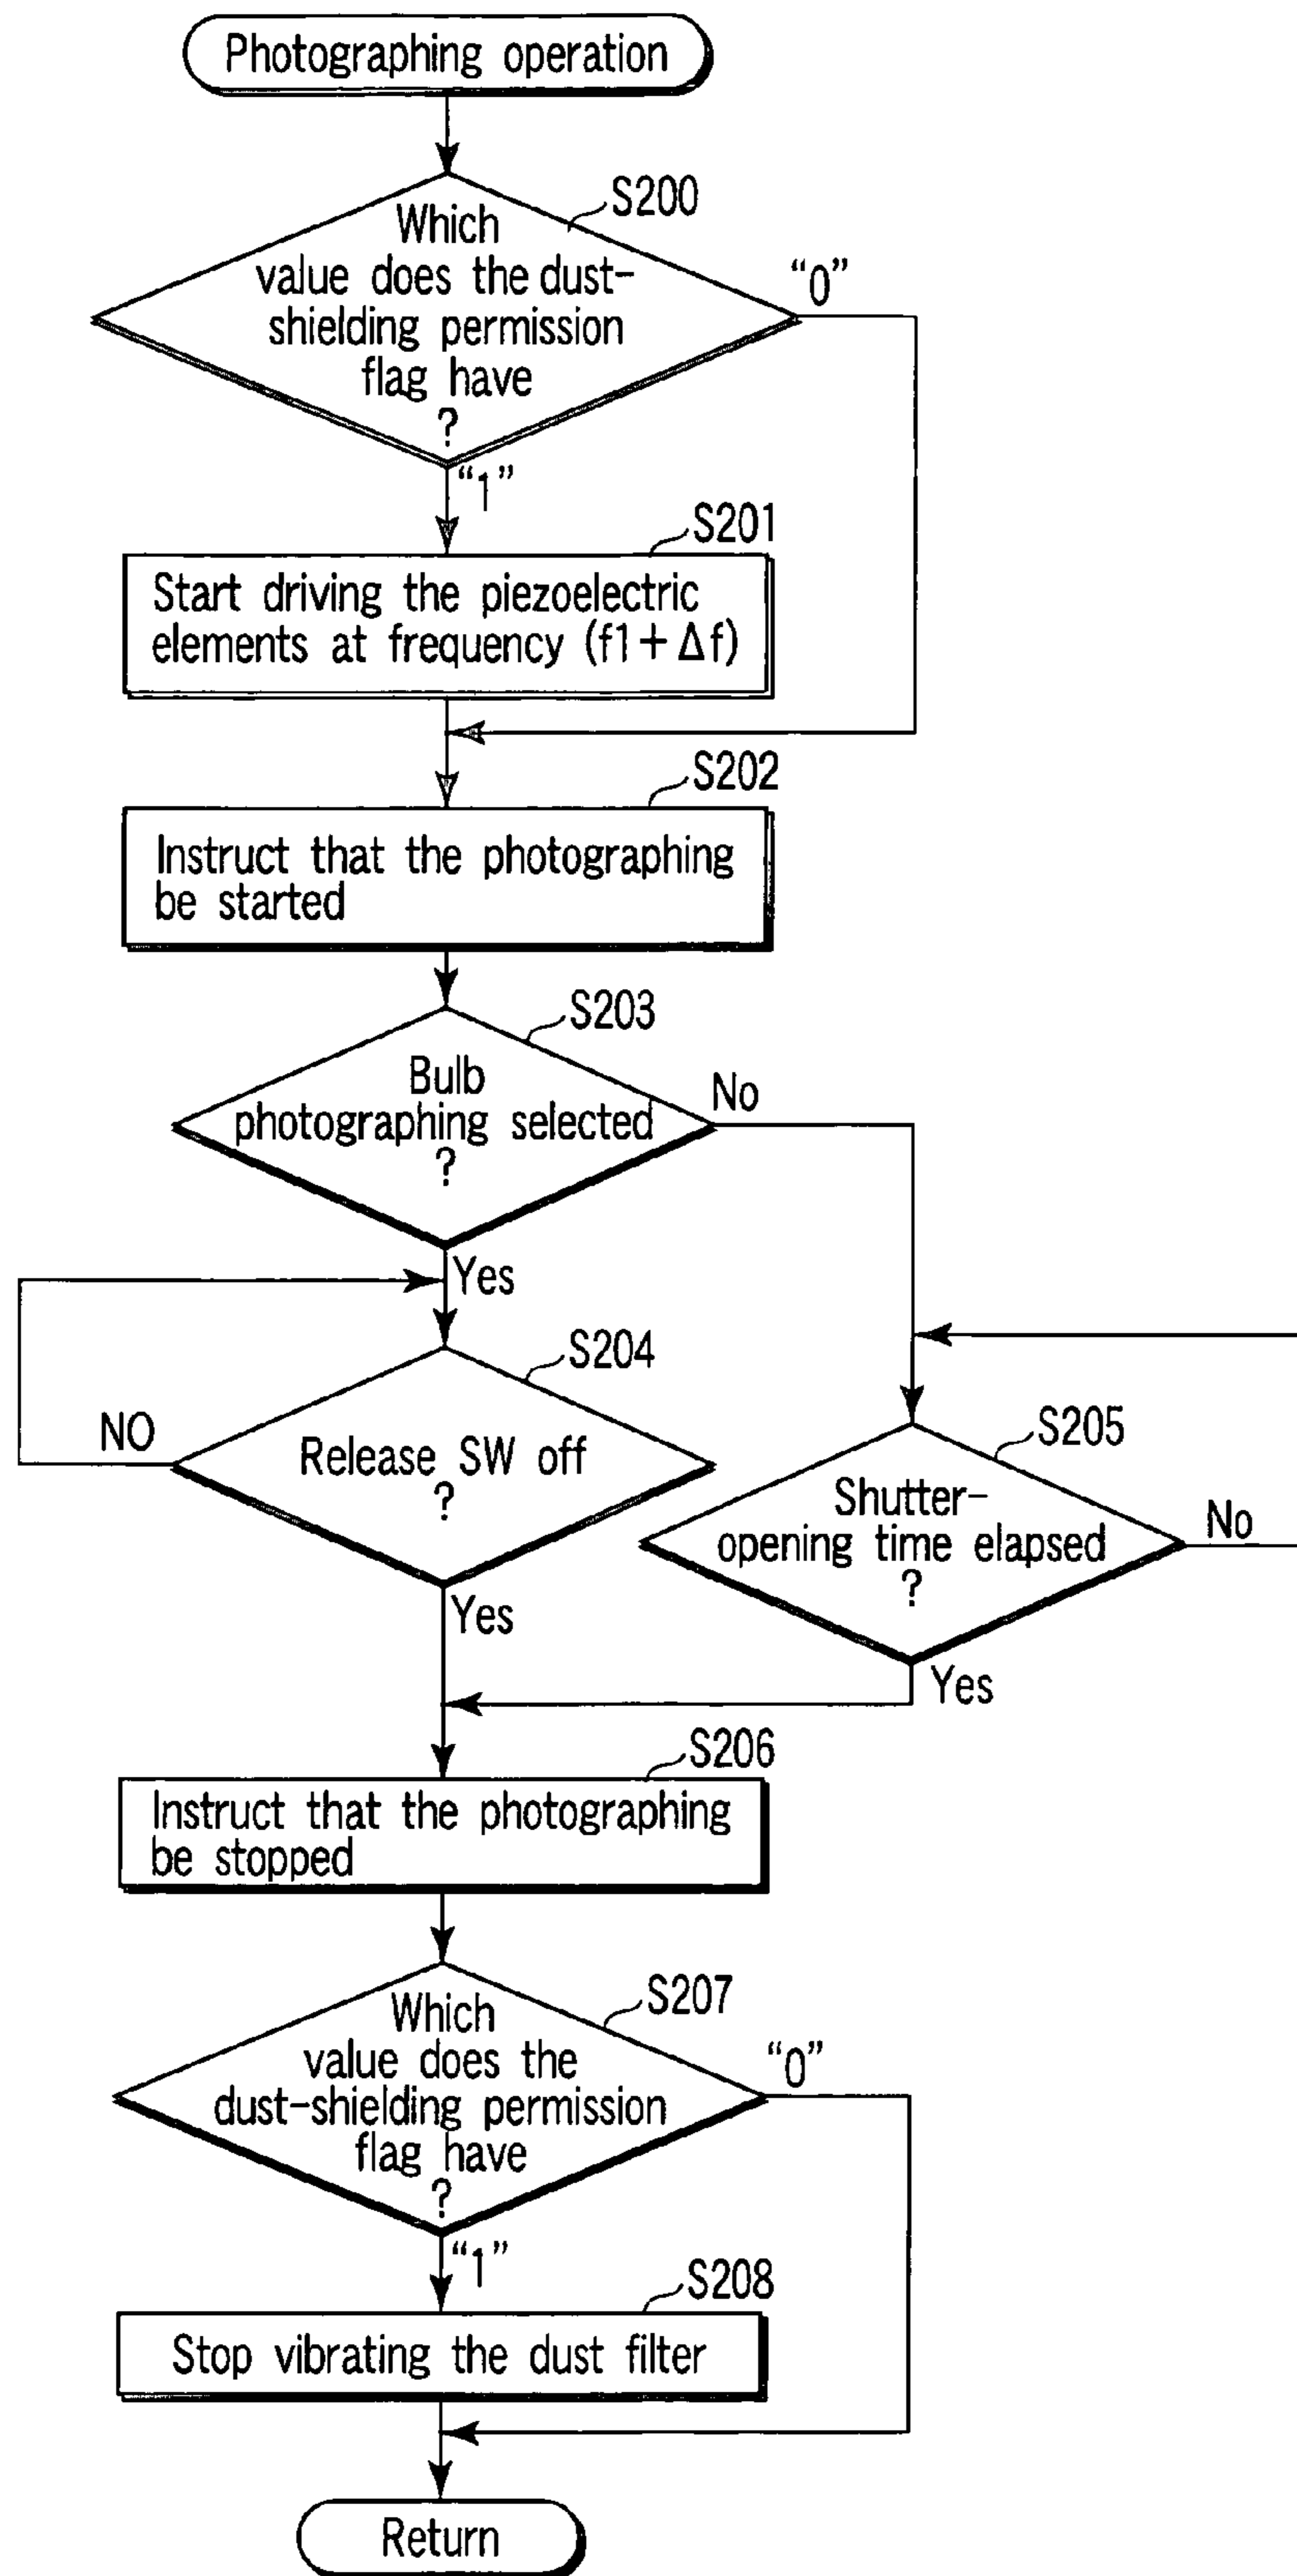 Photographing operation
S200
Which
value does the dust-
shielding permission
flag have
?
“0”
“1”
S201
Start driving the piezoelectric
elements at frequency (f1+Δf)
S202
Instruct that the photographing
be started
S203
Bulb
photographing selected
?
No
Yes
S204
NO
Release SW off
?
Yes
S205
Shutter-
opening time elapsed
?
No
Yes
S206
Instruct that the photographing
be stopped
S207
Which
value does the
dust-shielding permission
flag have
?
“0”
“1”
S208
Stop vibrating the dust filter
Return